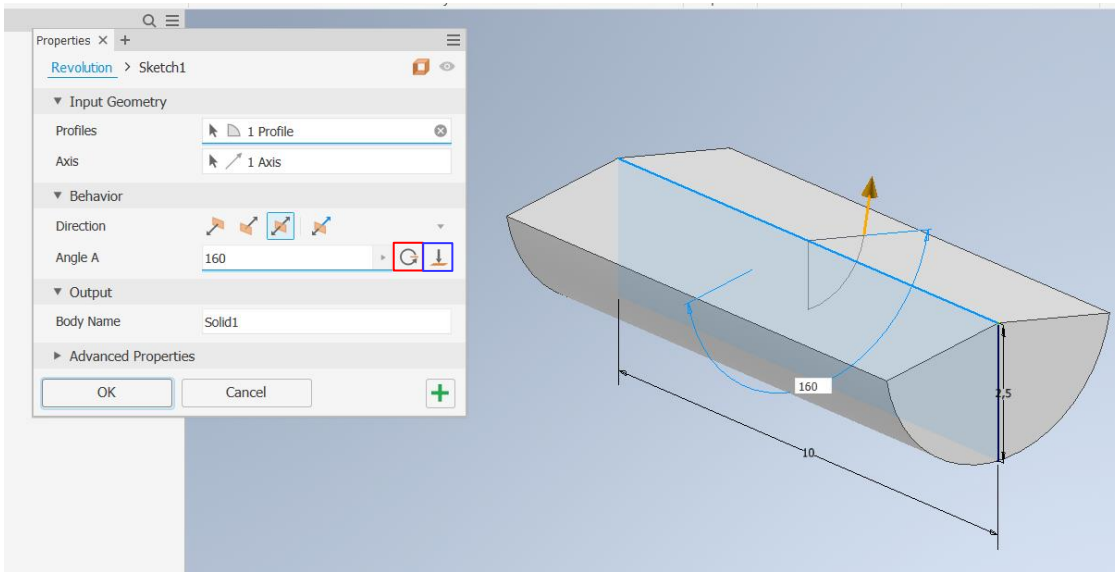 Properties
Revolution > Sketch1
Input Geometry
Profiles 1 Profile
Axis 1 Axis
Behavior
Direction
Angle A 160
Output
Body Name Solid1
Advanced Properties
OK Cancel
160
2,5
10